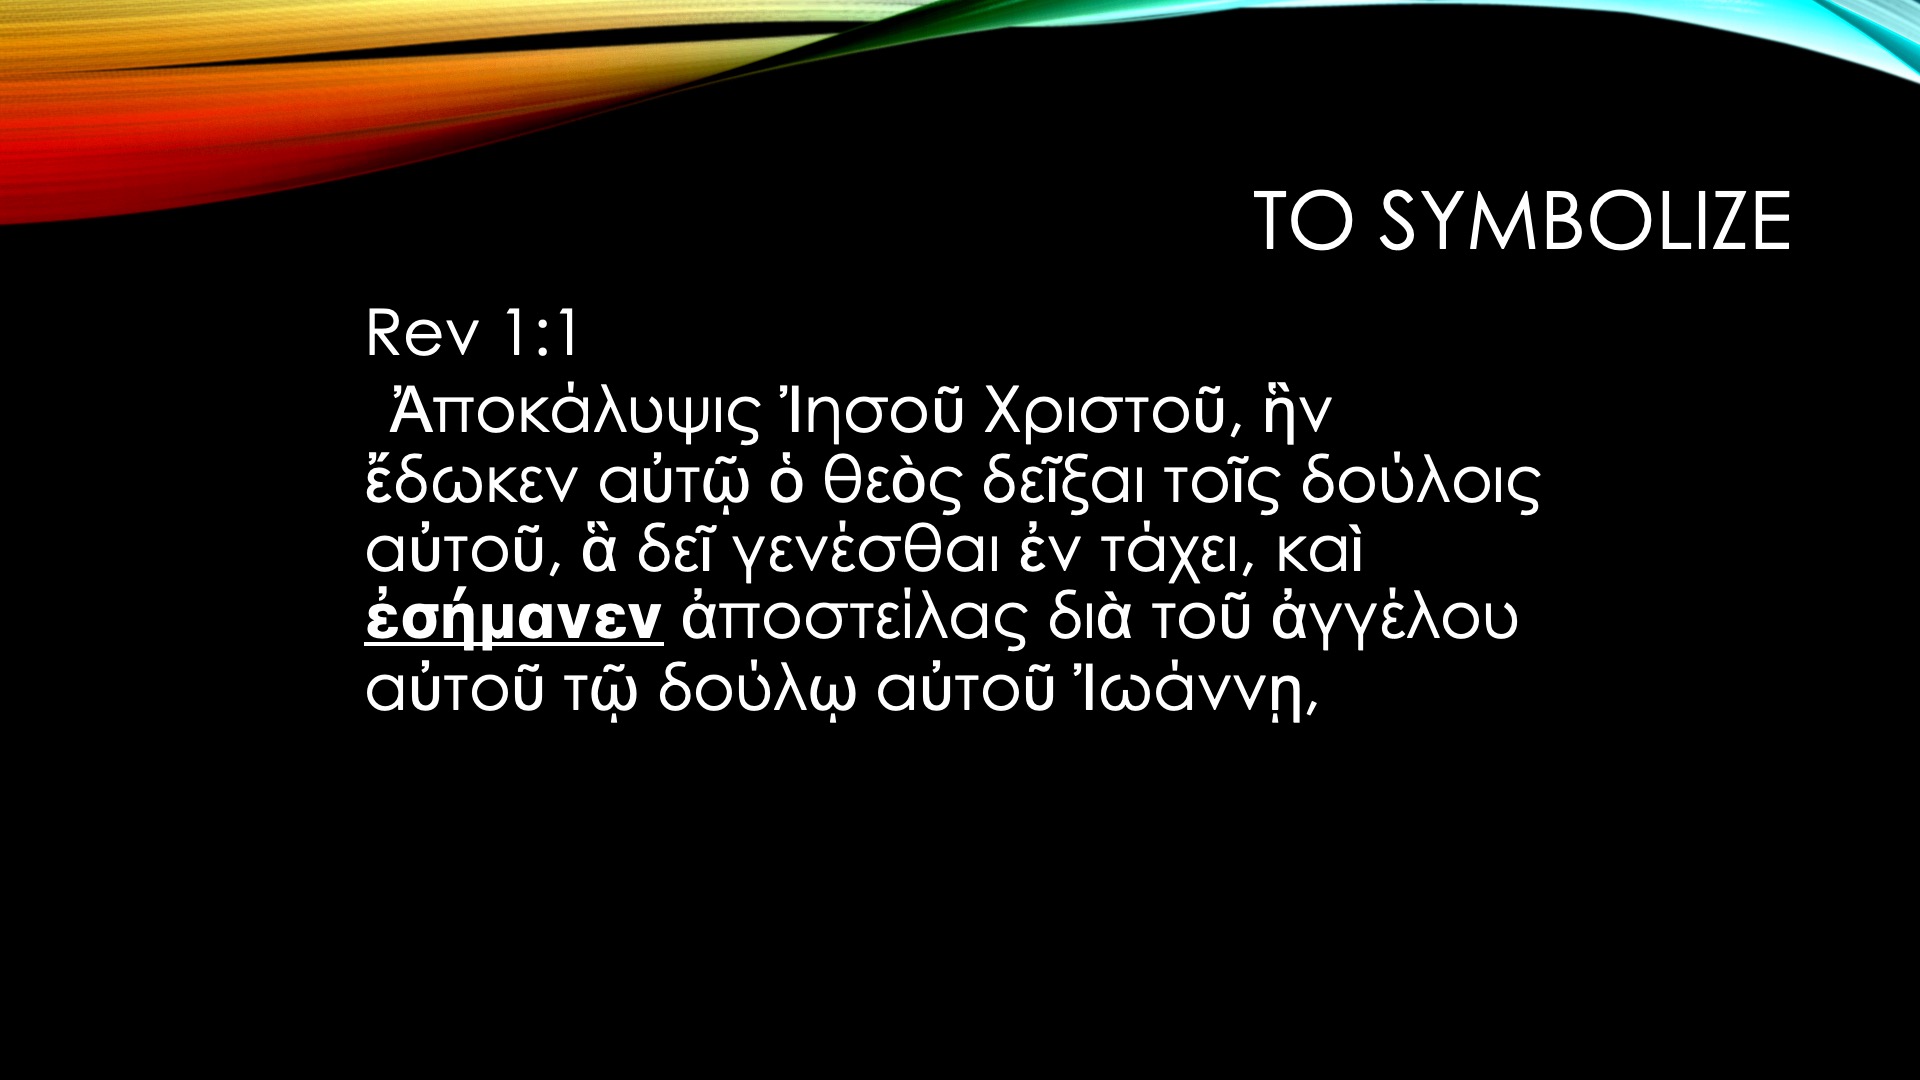 TO SYMBOLIZE
Rev 1:1
Ἀποκάλυψις Ἰησοῦ Χριστοῦ, ἣν
ἔδωκεν αὐτῷ ὁ θεὸς δεῖξαι τοῖς δούλοις
αὐτοῦ, ἃ δεῖ γενέσθαι ἐν τάχει, καὶ
ἐσήμανεν ἀποστείλας διὰ τοῦ ἀγγέλου
αὐτοῦ τῷ δούλῳ αὐτοῦ Ἰωάννῃ,